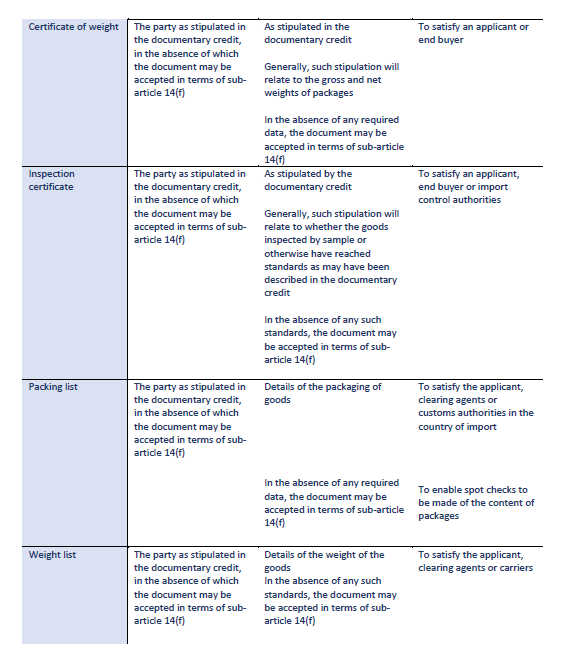 Certificate of weight
The party as stipulated in
the documentary credit,
in the absence of which
the document may be
accepted in terms of sub-
article 14(f)
As stipulated in the
documentary credit
Generally, such stipulation will
relate to the gross and net
weights of packages
In the absence of any required
data, the document may be
accepted in terms of sub-article
14(f)
To satisfy an applicant or
end buyer
Inspection
certificate
The party as stipulated in
the documentary credit,
in the absence of which
the document may be
accepted in terms of sub-
article 14(f)
As stipulated by the
documentary credit
Generally, such stipulation will
relate to whether the goods
inspected by sample or
otherwise have reached
standards as may have been
described in the documentary
credit
In the absence of any such
standards, the document may
be accepted in terms of sub-
article 14(f)
To satisfy an applicant,
end buyer or import
control authorities
Packing list
The party as stipulated in
the documentary credit,
in the absence of which
the document may be
accepted in terms of sub-
article 14(f)
Details of the packaging of
goods
In the absence of any required
data, the document may be
accepted in terms of sub-article
14(f)
To satisfy the applicant,
clearing agents or
customs authorities in the
country of import
To enable spot checks to
be made of the content of
packages
Weight list
The party as stipulated in
the documentary credit,
in the absence of which
the document may be
accepted in terms of sub-
article 14(f)
Details of the weight of the
goods
In the absence of any such
standards, the document may
be accepted in terms of sub-
article 14(f)
To satisfy the applicant,
clearing agents or carriers